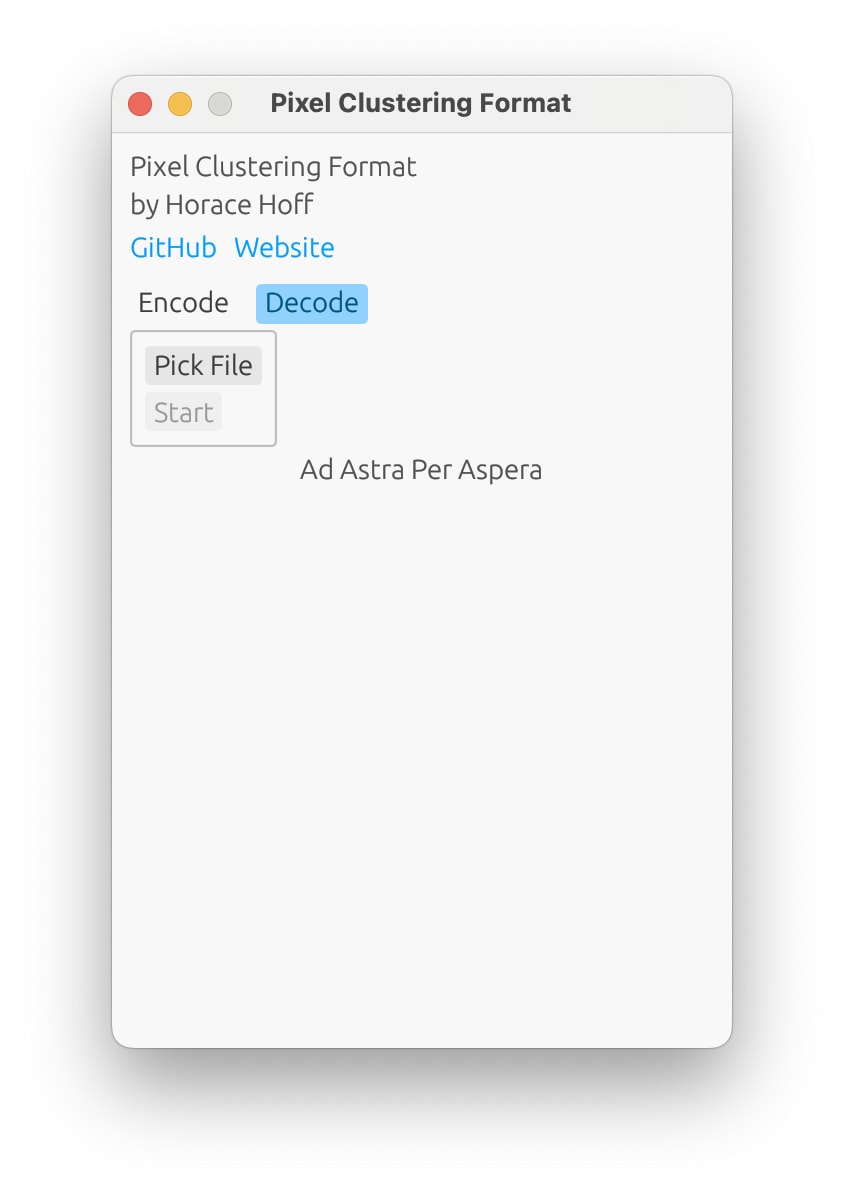 Pixel Clustering Format
Pixel Clustering Format
by Horace Hoff
GitHub Website
Encode Decode
Pick File
Start
Ad Astra Per Aspera